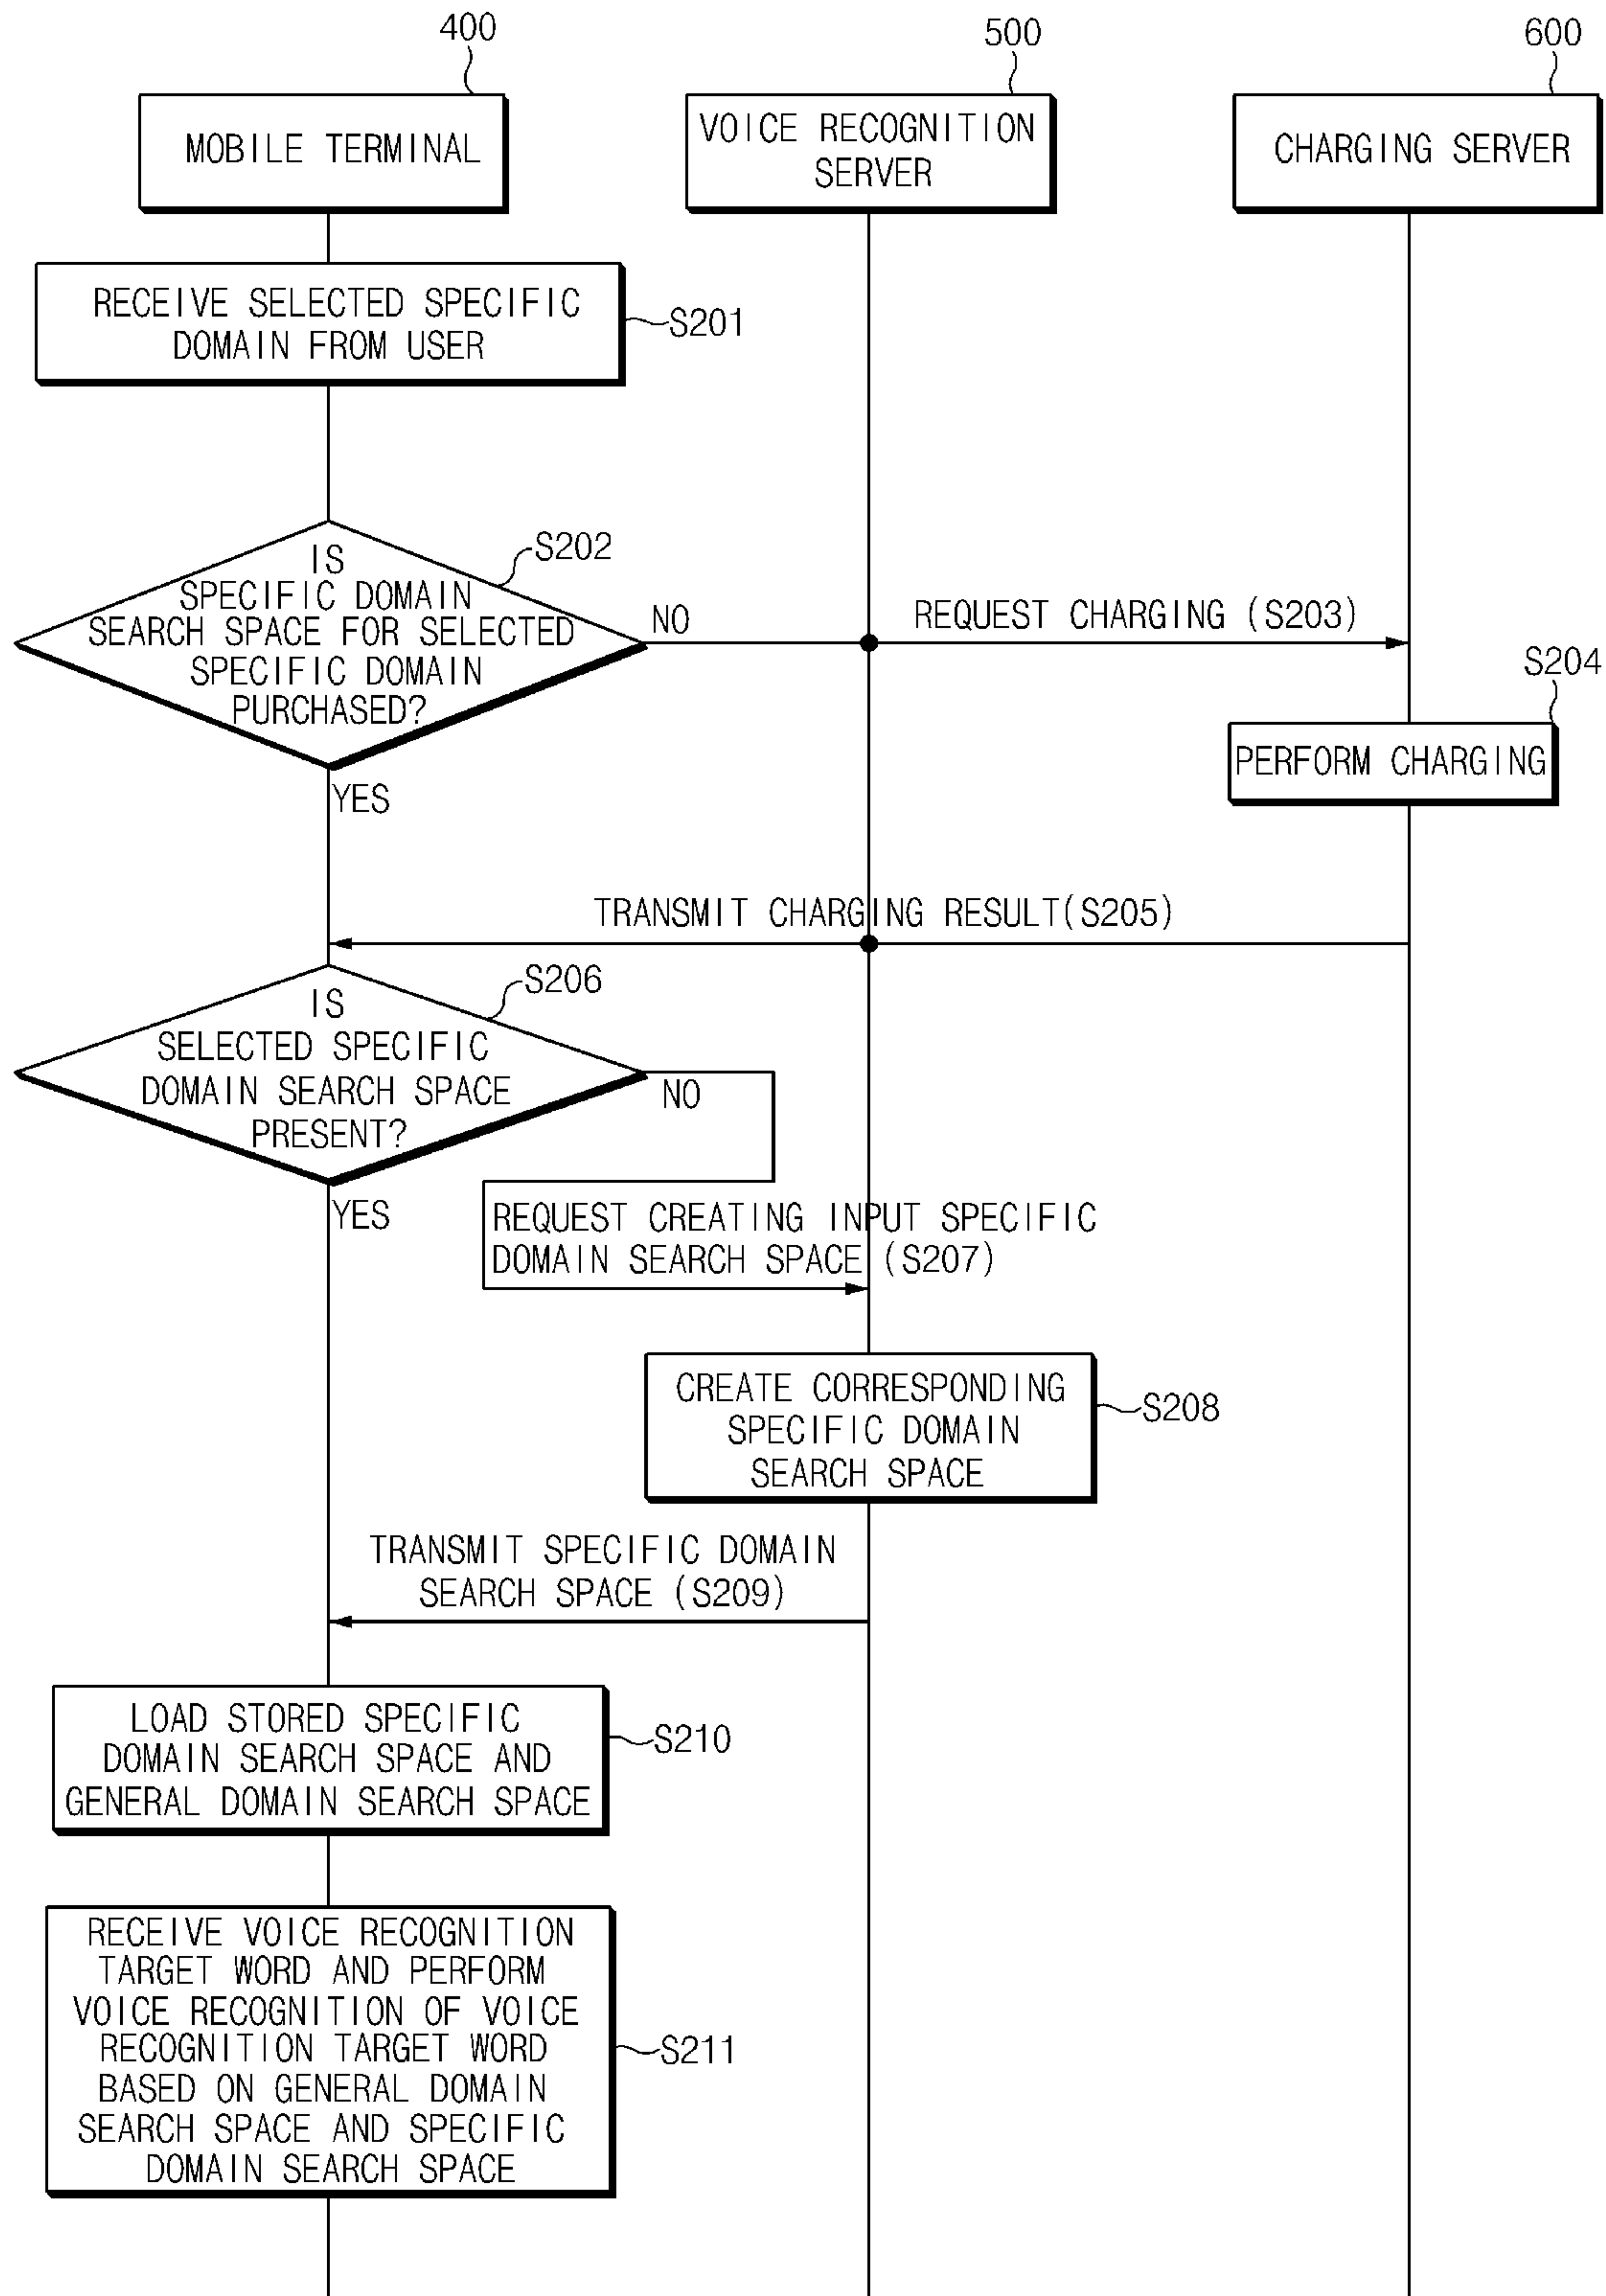 400
500
600
MOBILE TERMINAL
VOICE RECOGNITION
SERVER
CHARGING SERVER
RECEIVE SELECTED SPECIFIC
DOMAIN FROM USER
S201
IS
SPECIFIC DOMAIN
SEARCH SPACE FOR SELECTED
SPECIFIC DOMAIN
PURCHASED?
S202
NO
YES
REQUEST CHARGING (S203)
S204
PERFORM CHARGING
TRANSMIT CHARGING RESULT(S205)
IS
SELECTED SPECIFIC
DOMAIN SEARCH SPACE
PRESENT?
S206
NO
YES
REQUEST CREATING INPUT SPECIFIC
DOMAIN SEARCH SPACE (S207)
CREATE CORRESPONDING
SPECIFIC DOMAIN
SEARCH SPACE
S208
TRANSMIT SPECIFIC DOMAIN
SEARCH SPACE (S209)
LOAD STORED SPECIFIC
DOMAIN SEARCH SPACE AND
GENERAL DOMAIN SEARCH SPACE
S210
RECEIVE VOICE RECOGNITION
TARGET WORD AND PERFORM
VOICE RECOGNITION OF VOICE
RECOGNITION TARGET WORD
BASED ON GENERAL DOMAIN
SEARCH SPACE AND SPECIFIC
DOMAIN SEARCH SPACE
S211